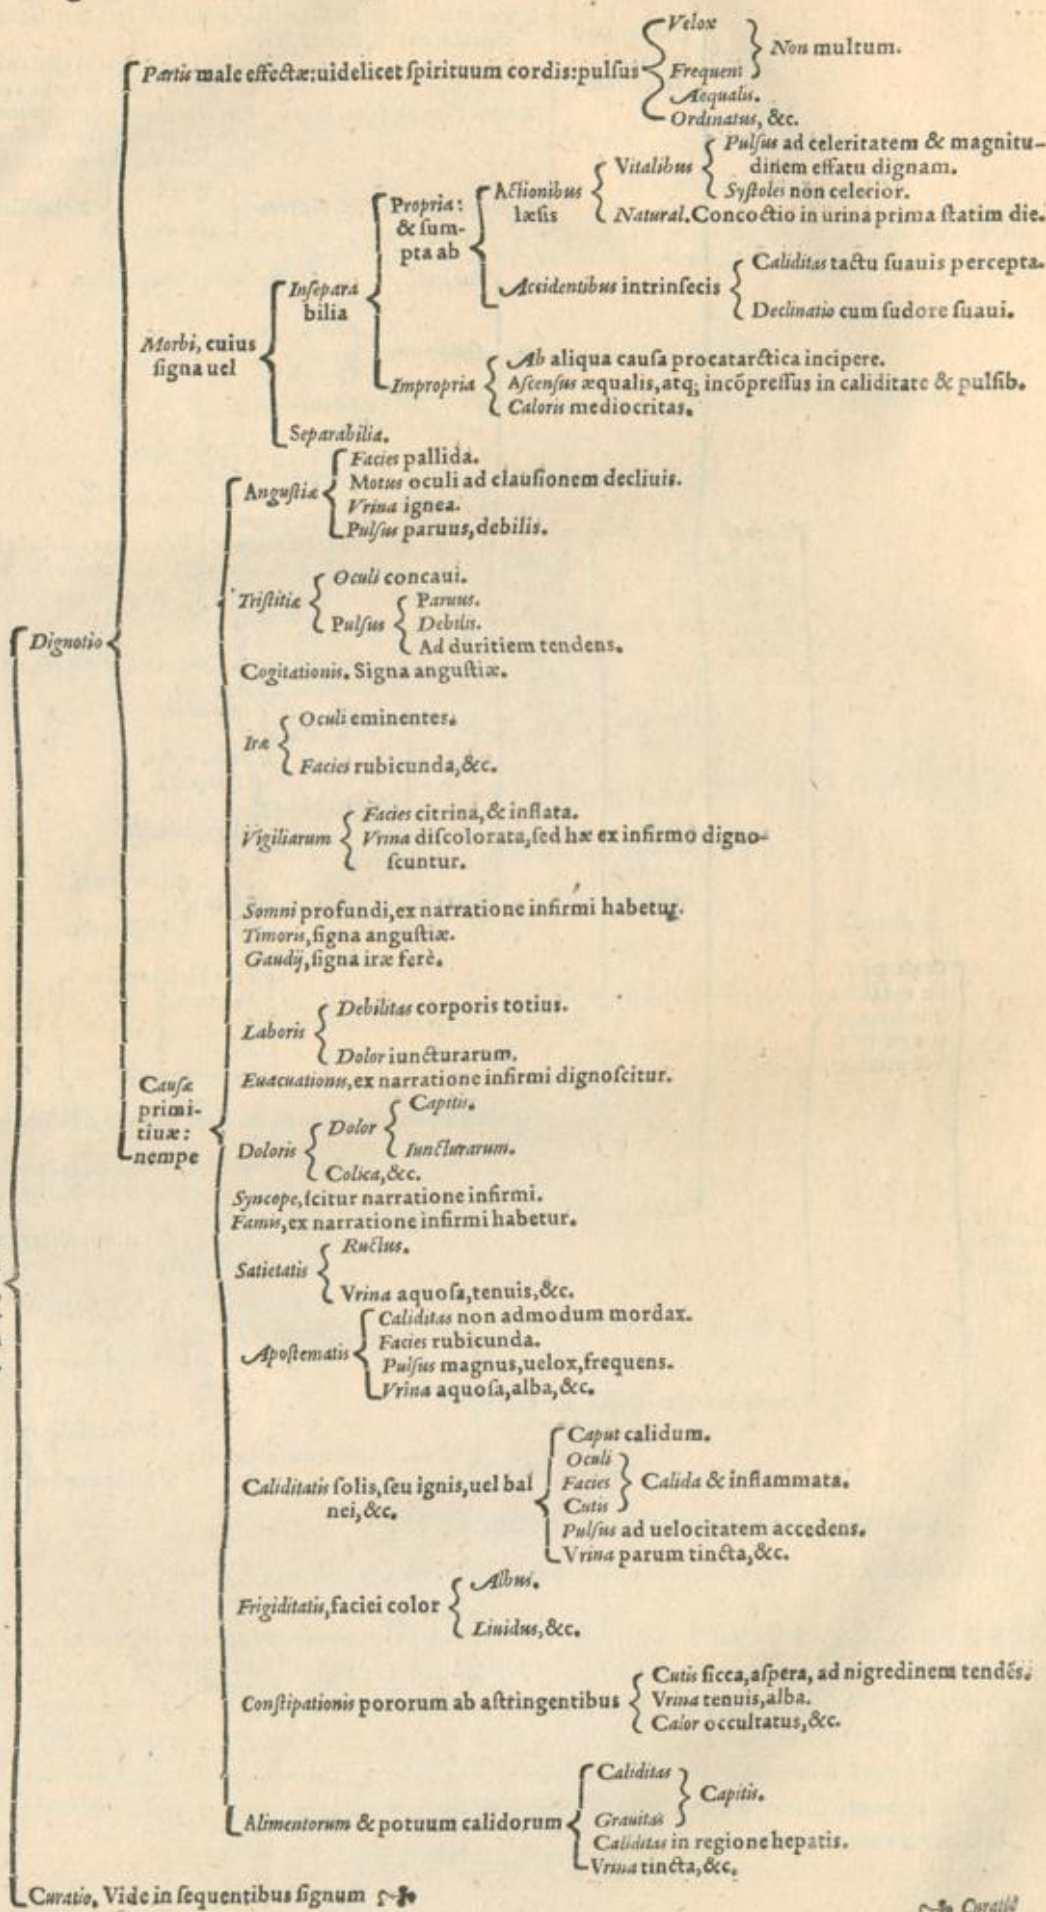 Velox
Non multum.
Partis male effectæ: uidelicet ſpirituum cordis: pulſus
Frequens
Aequalis.
Ordinatus, &c.
Pulſus ad celeritatem & magnitu-
Vitalibus
dinem effatu dignam.
Actionibus
Syſtoles non celerior.
Propria:
læſis
Natural. Concoctio in urina prima ſtatim die.
& ſum-
pta ab
Caliditas tactu ſuauis percepta.
Inſepara
Accidentibus intrinſecis
bilia
Declinatio cum ſudore ſuaui.
Morbi, cuius
ſigna uel
Ab aliqua cauſa procatarctica incipere.
Impropria
Aſcenſus æqualis, atq; incõpreſſus in caliditate & pulſib.
Caloris mediocritas.
Separabilia.
Facies pallida.
Anguſtiæ
Motus oculi ad clauſionem decliuis.
Vrina ignea.
Pulſus paruus, debilis.
Oculi concaui.
Triſtitiæ
Paruus.
Pulſus
Debilis.
Dignotio
Ad duritiem tendens.
Cogitationis. Signa anguſtiæ.
Oculi eminentes.
Iræ
Facies rubicunda, &c.
Facies citrina, & inflata.
Vigiliarum
Vrina diſcolorata, ſed hæ ex infirmo digno-
ſcuntur.
Somni profundi, ex narratione infirmi habetur.
Timoris, ſigna anguſtiæ.
Gaudij, ſigna iræ ferè.
Debilitas corporis totius.
Laboris
Dolor iuncturarum.
Euacuationis, ex narratione infirmi dignoſcitur.
Cauſæ
primi-
tiuæ:
nempe
Capitis.
Dolor
Doloris
Iuncturarum.
Colica, &c.
Syncope, ſcitur narratione infirmi.
Famis, ex narratione infirmi habetur.
Ructus.
Satietatis
Vrina aquoſa, tenuis, &c.
Caliditas non admodum mordax.
Facies rubicunda.
Apoſtematis
Pulſus magnus, uelox, frequens.
Vrina aquoſa, alba, &c.
Caput calidum.
Oculi
Caliditatis ſolis, ſeu ignis, uel bal
Facies
Calida & inflammata.
nei, &c.
Cutis
Pulſus ad uelocitatem accedens.
Vrina parum tincta, &c.
Albus.
Frigiditatis, faciei color
Liuidus, &c.
Cutis ſicca, aſpera, ad nigredinem tendẽs.
Conſtipationis pororum ab aſtringentibus
Vrina tenuis, alba.
Calor occultatus, &c.
Caliditas
Capitis.
Alimentorum & potuum calidorum
Grauitas
Caliditas in regione hepatis.
Vrina tincta, &c.
Curatio. Vide in ſequentibus ſignum
Curatiõ